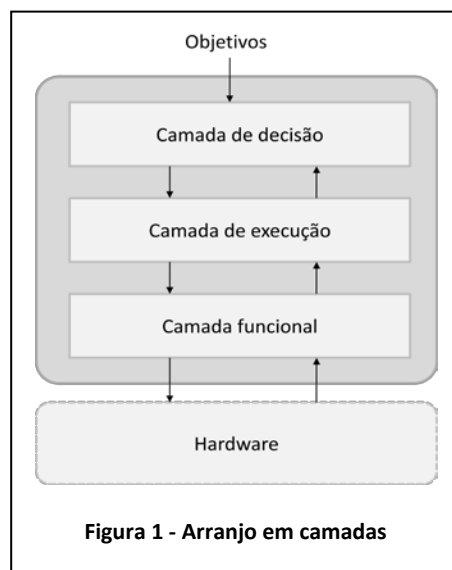 Objetivos
Camada de decisão
Camada de execução
Camada funcional
Hardware
Figura 1 - Arranjo em camadas